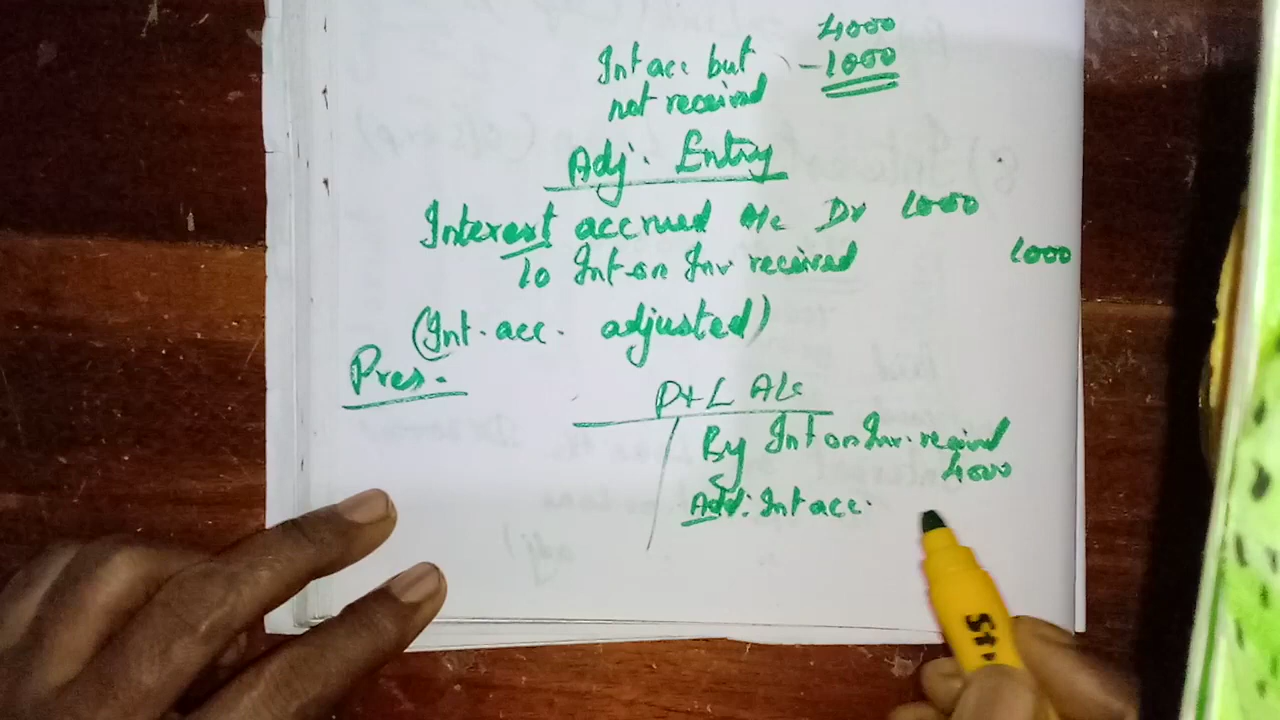 4000
Int acc but - 1000
not received
Adj. Entry
Interest accrued A/c Dr 1000
To Int on Inv received 1000
(Int. acc. adjusted)
Pres.
P+L A/c
By Int on Inv. received
4000
Add: Int acc.
St